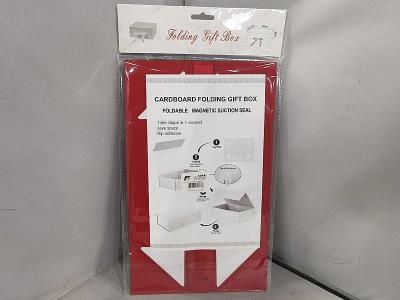 Folding Gift Box
CARDBOARD FOLDING GIFT BOX
FOLDABLE MAGNETIC SUCTION SEAL
Take shape in 1 second
save space
Rip adhesive